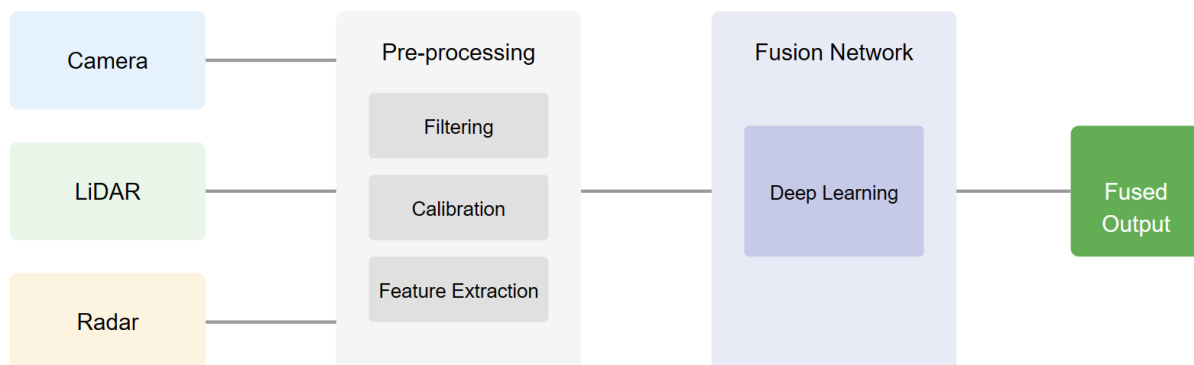 Camera
LiDAR
Radar
Pre-processing
Filtering
Calibration
Feature Extraction
Fusion Network
Deep Learning
Fused
Output